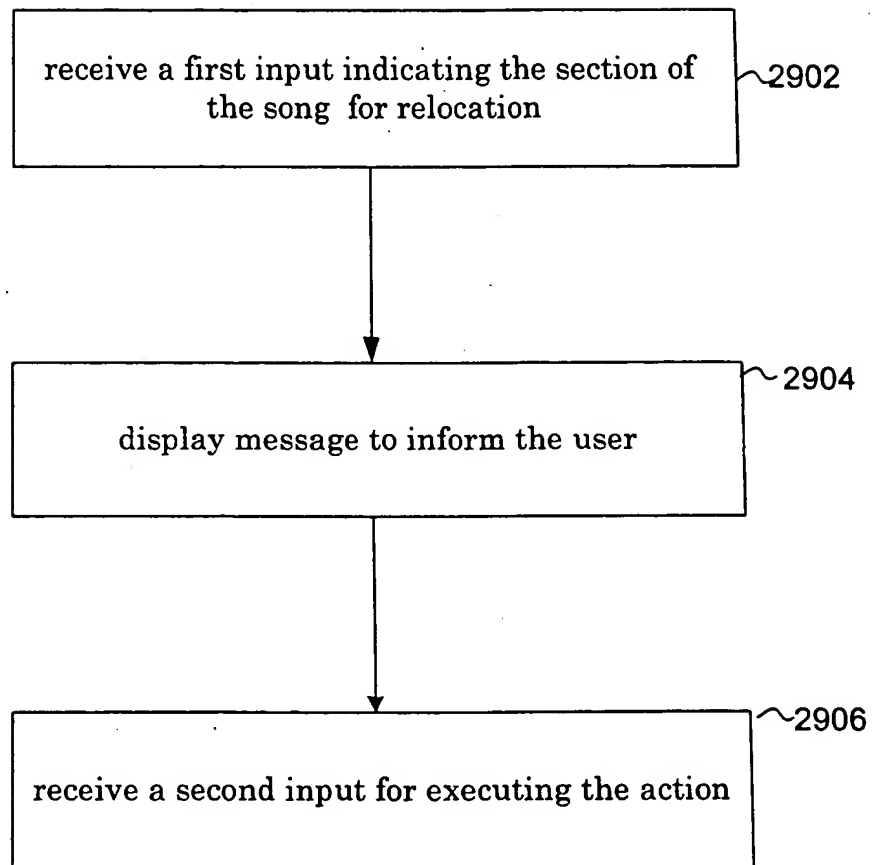 receive a first input indicating the section of
the song for relocation
2902
2904
display message to inform the user
2906
receive a second input for executing the action